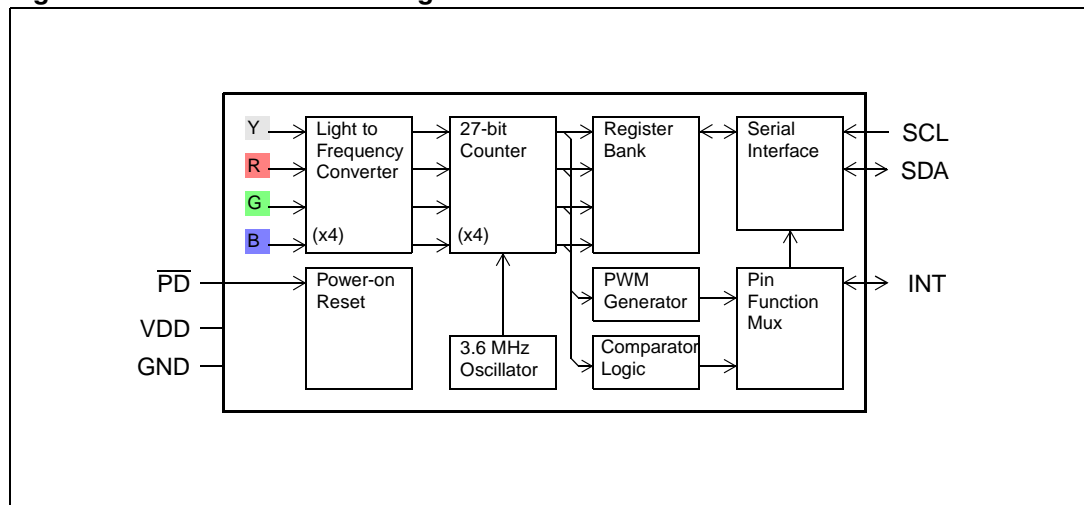 Y
Light to
Frequency
Converter
(x4)
27-bit
Counter
(x4)
Register
Bank
Serial
Interface
SCL
SDA
R
G
B
PD
Power-on
Reset
PWM
Generator
Pin
Function
Mux
INT
VDD
GND
3.6 MHz
Oscillator
Comparator
Logic